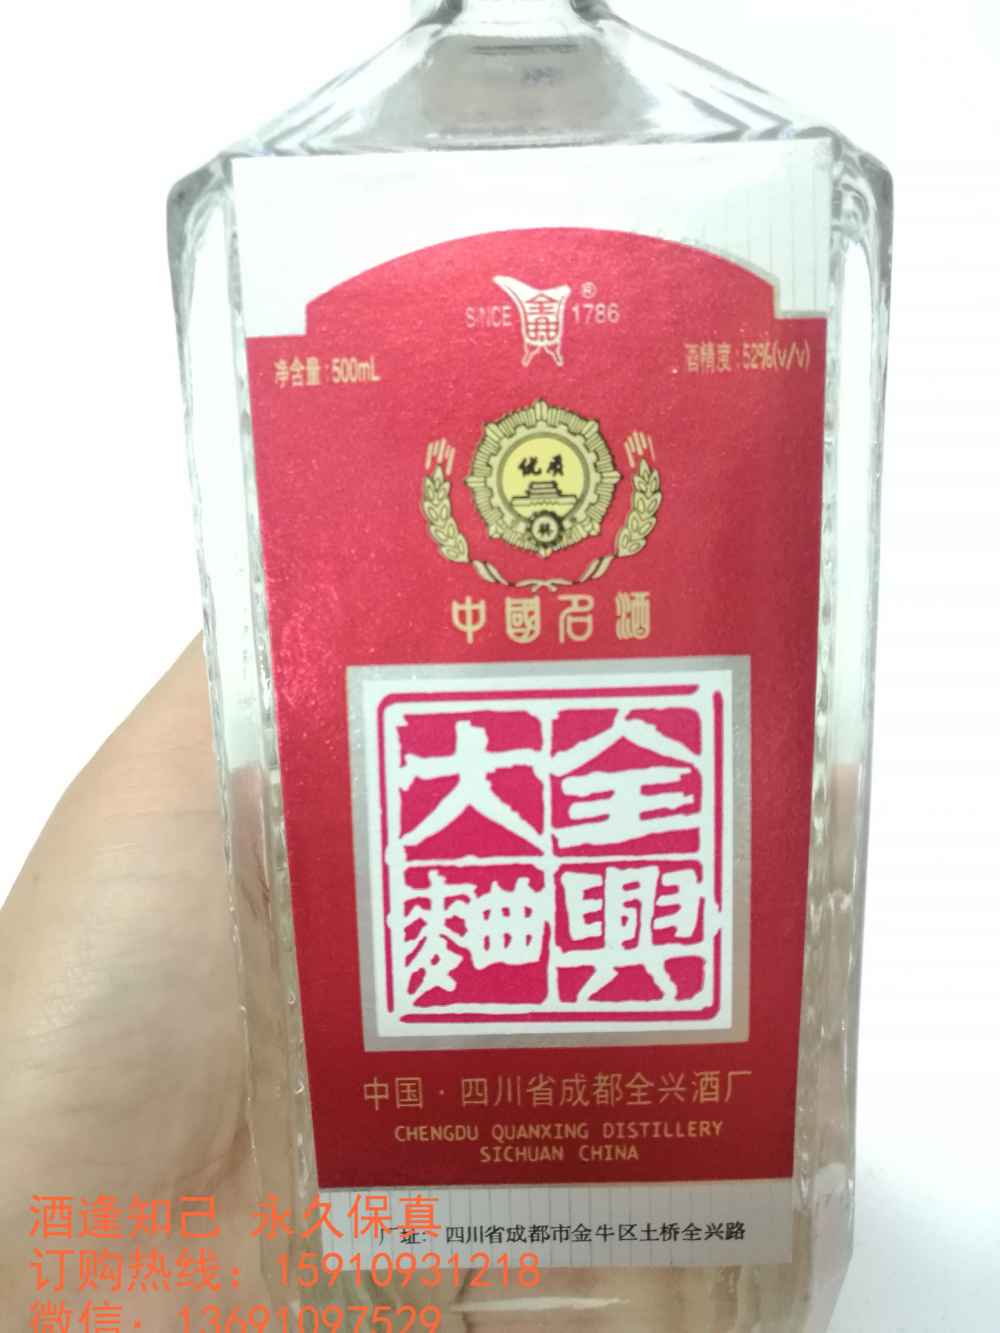 SINCE 全興 ® 1786
净含量:500mL 酒精度:52%(v/v)
优质
中國名酒
全興
大麯
中国·四川省成都全兴酒厂
CHENGDU QUANXING DISTILLERY
SICHUAN CHINA
厂址: 四川省成都市金牛区土桥全兴路
酒逢知己 永久保真
订购热线:15910931218
微信:13691097529